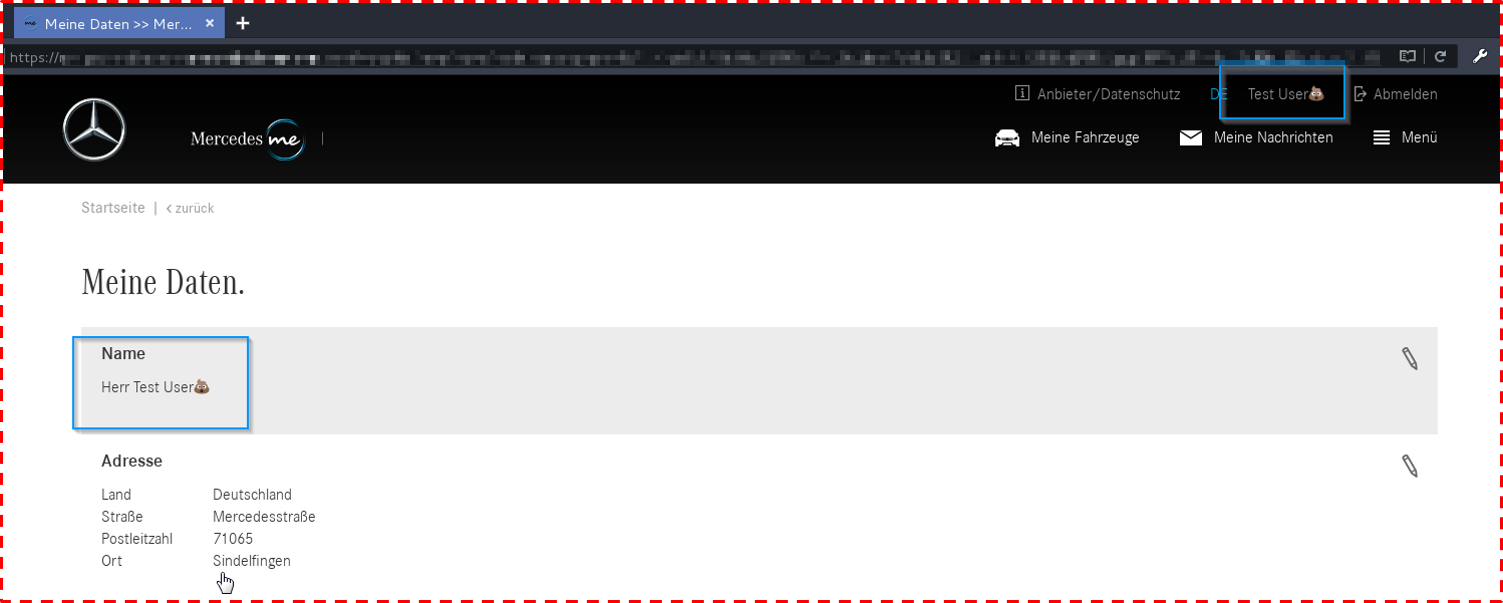 Meine Daten >> Mer... × +
https://
Anbieter/Datenschutz DE Test User💩 Abmelden
Mercedes me |
Meine Fahrzeuge Meine Nachrichten Menü
Startseite | < zurück
Meine Daten.
Name
Herr Test User💩
Adresse
Land Deutschland
Straße Mercedesstraße
Postleitzahl 71065
Ort Sindelfingen